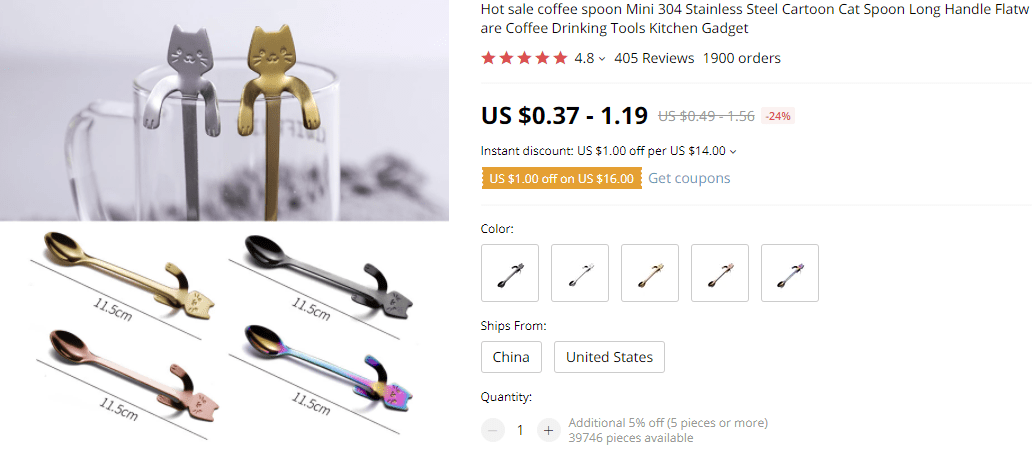 Hot sale coffee spoon Mini 304 Stainless Steel Cartoon Cat Spoon Long Handle Flatw
are Coffee Drinking Tools Kitchen Gadget
4.8 405 Reviews 1900 orders
US $0.37 - 1.19 US $0.49 - 1.56 -24%
Instant discount: US $1.00 off per US $14.00
US $1.00 off on US $16.00 Get coupons
Color:
11.5cm
11.5cm
11.5cm
11.5cm
Ships From:
China United States
Quantity:
1
Additional 5% off (5 pieces or more)
39746 pieces available